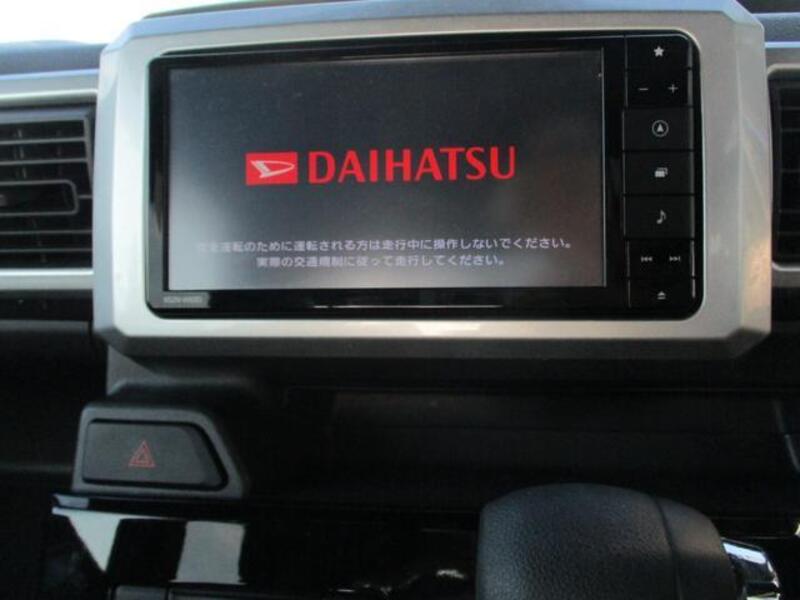 DAIHATSU
安全運転のために運転される方は走行中に操作しないでください。
実際の交通規制に従って走行してください。